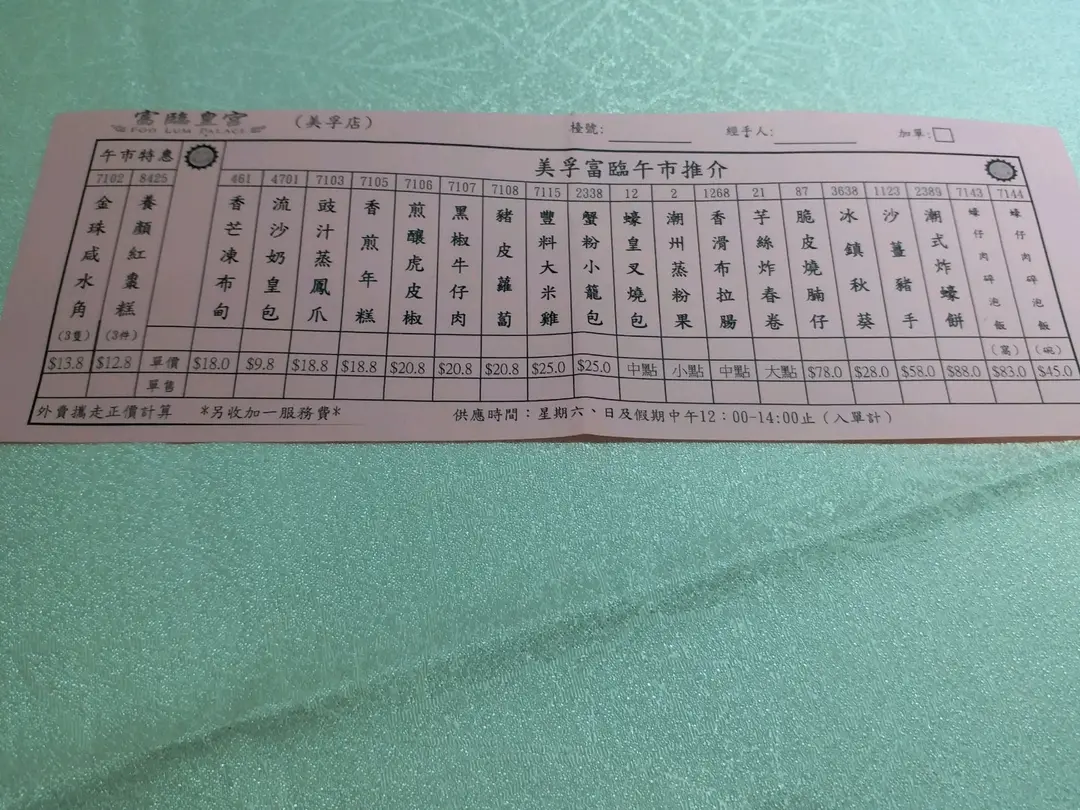 富臨皇宮
FOO LUM PALACE
（美孚店）
檯號:
經手人:
加單:
午市特惠
美孚富臨午市推介
7102 8425 461 4701 7103 7105 7106 7107 7108 7115 2338 12 2 1268 21 87 3638 1123 2389 7143 7144
金珠咸水角(3隻)
養顏紅棗糕(3件)
香芒凍布甸
流沙奶皇包
豉汁蒸鳳爪
香煎年糕
煎釀虎皮椒
黑椒牛仔肉
豬皮蘿蔔
豐料大米雞
蟹粉小籠包
蠔皇叉燒包
潮州蒸粉果
香滑布拉腸
芋絲炸春卷
脆皮燒腩仔
冰鎮秋葵
沙薑豬手
潮式炸蠔餅
蠔仔肉碎泡飯(窩)
蠔仔肉碎泡飯(碗)
$13.8 $12.8 單價 $18.0 $9.8 $18.8 $18.8 $20.8 $20.8 $20.8 $25.0 $25.0 中點 小點 中點 大點 $78.0 $28.0 $58.0 $88.0 $83.0 $45.0
單售
外賣攜走正價計算 *另收加一服務費* 供應時間：星期六、日及假期中午12：00-14:00止（入單計）